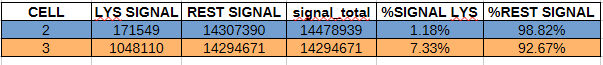 CELL LYS SIGNAL REST SIGNAL signal_total %SIGNAL LYS %REST SIGNAL
2 171549 14307390 14478939 1.18% 98.82%
3 1048110 14294671 14294671 7.33% 92.67%